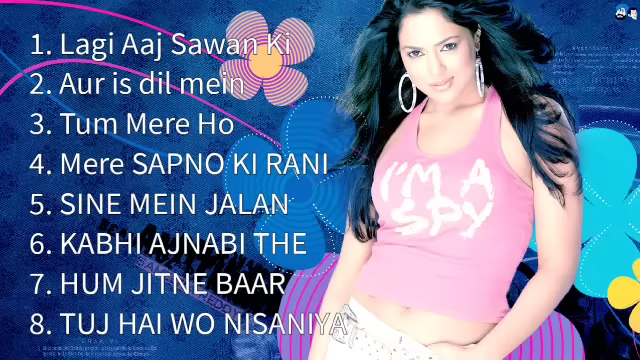 1. Lagi Aaj Sawan Ki
2. Aur is dil mein
3. Tum Mere Ho
4. Mere SAPNO KI RANI
5. SINE MEIN JALAN
6. KABHI AJNABI THE
7. HUM JITNE BAAR
8. TUJ HAI WO NISANIYA
I'M A
SPY